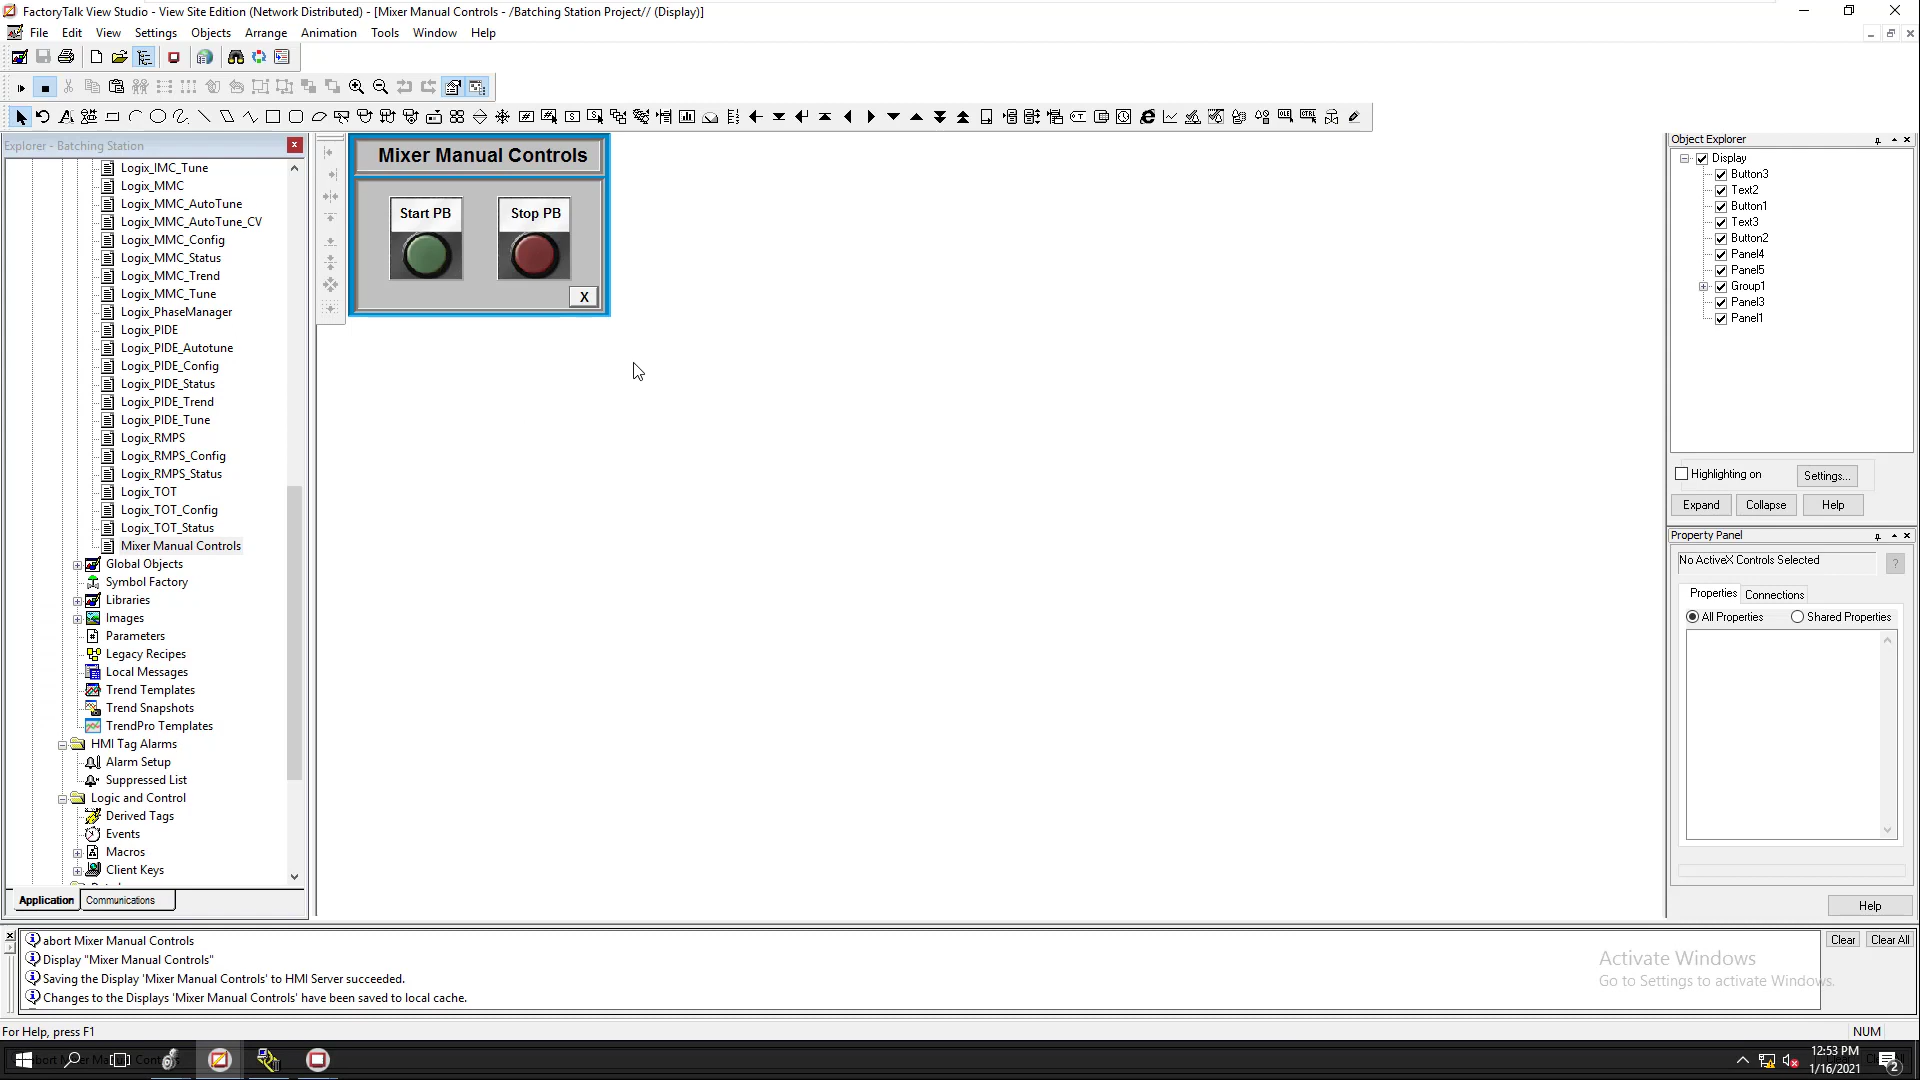 FactoryTalk View Studio - View Site Edition (Network Distributed) - [Mixer Manual Controls - /Batching Station Project// (Display)]
File Edit View Settings Objects Arrange Animation Tools Window Help
Explorer - Batching Station
Logix_IMC_Tune
Logix_MMC
Logix_MMC_AutoTune
Logix_MMC_AutoTune_CV
Logix_MMC_Config
Logix_MMC_Status
Logix_MMC_Trend
Logix_MMC_Tune
Logix_PhaseManager
Logix_PIDE
Logix_PIDE_Autotune
Logix_PIDE_Config
Logix_PIDE_Status
Logix_PIDE_Trend
Logix_PIDE_Tune
Logix_RMPS
Logix_RMPS_Config
Logix_RMPS_Status
Logix_TOT
Logix_TOT_Config
Logix_TOT_Status
Mixer Manual Controls
Global Objects
Symbol Factory
Libraries
Images
Parameters
Legacy Recipes
Local Messages
Trend Templates
Trend Snapshots
TrendPro Templates
HMI Tag Alarms
Alarm Setup
Suppressed List
Logic and Control
Derived Tags
Events
Macros
Client Keys
Application Communications
Mixer Manual Controls
Start PB Stop PB
X
Object Explorer
Display
Button3
Text2
Button1
Text3
Button2
Panel4
Panel5
Group1
Panel3
Panel1
Highlighting on Settings...
Expand Collapse Help
Property Panel
No ActiveX Controls Selected
?
Properties Connections
All Properties Shared Properties
Help
abort Mixer Manual Controls
Display "Mixer Manual Controls"
Saving the Display 'Mixer Manual Controls' to HMI Server succeeded.
Changes to the Displays 'Mixer Manual Controls' have been saved to local cache.
Clear Clear All
Activate Windows
Go to Settings to activate Windows.
For Help, press F1
NUM
12:53 PM
1/16/2021
2